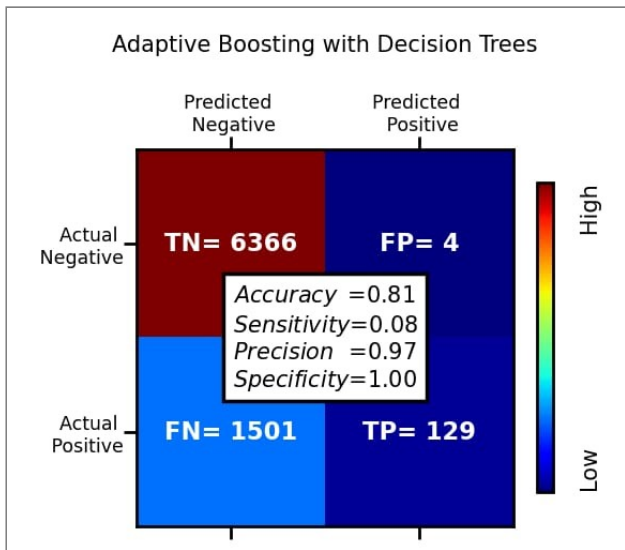 Adaptive Boosting with Decision Trees
Predicted
Negative
Predicted
Positive
Actual
Negative
TN= 6366
FP= 4
Accuracy =0.81
Sensitivity=0.08
Precision =0.97
Specificity=1.00
Actual
Positive
FN= 1501
TP= 129
High
Low